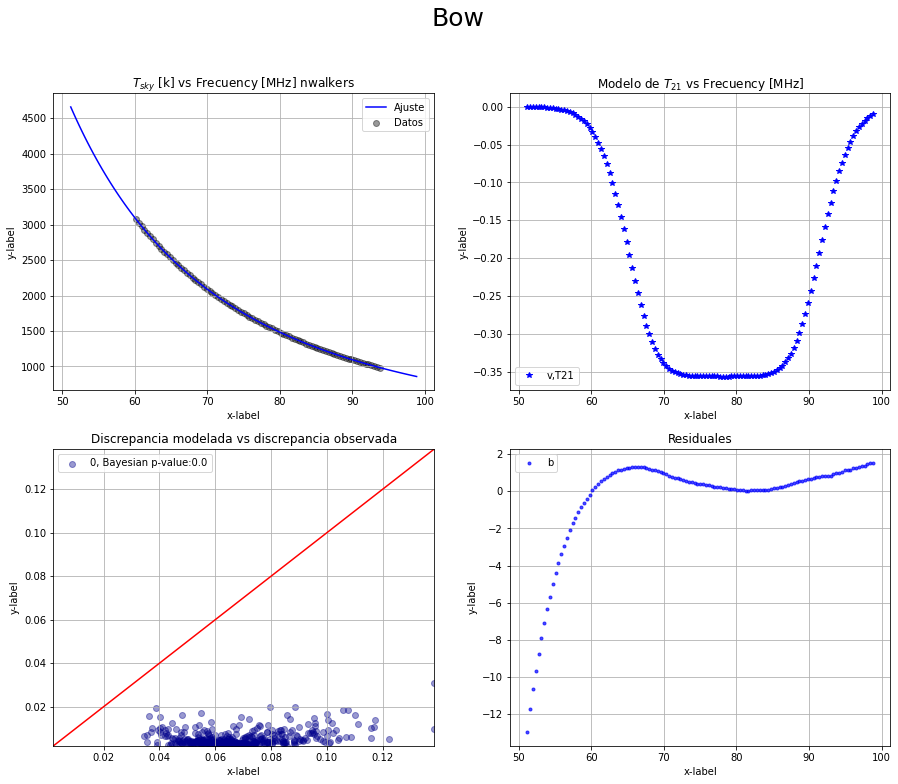 Bow
T_sky [k] vs Frecuency [MHz] nwalkers
4500
4000
3500
3000
2500
2000
1500
1000
y-label
Ajuste
Datos
50 60 70 80 90 100
x-label
Modelo de T_21 vs Frecuency [MHz]
0.00
−0.05
−0.10
−0.15
−0.20
−0.25
−0.30
−0.35
y-label
v,T21
50 60 70 80 90 100
x-label
Discrepancia modelada vs discrepancia observada
0, Bayesian p-value:0.0
0.12
0.10
0.08
0.06
0.04
0.02
y-label
0.02 0.04 0.06 0.08 0.10 0.12
x-label
Residuales
b
2
0
−2
−4
−6
−8
−10
−12
y-label
50 60 70 80 90 100
x-label